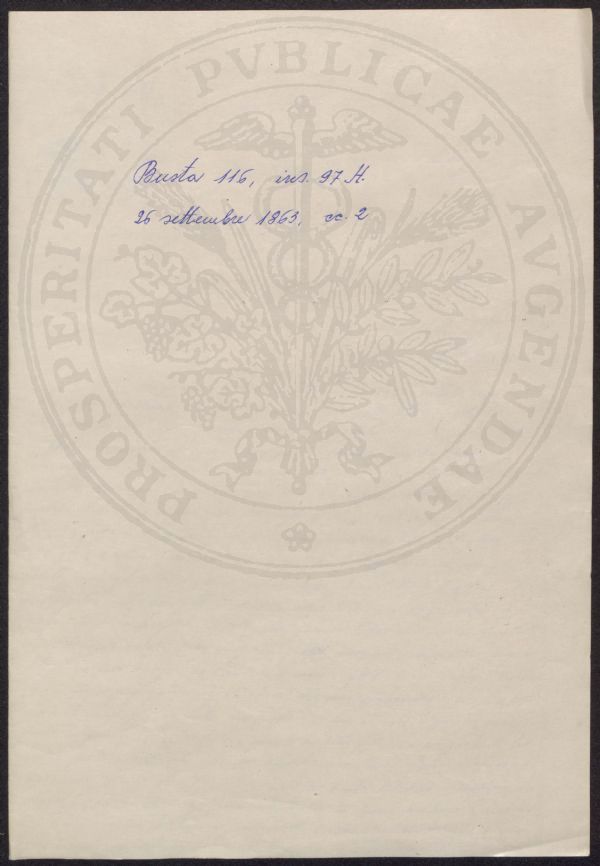 Busta 116, ins. 97 H.
26 settembre 1863, cc. 2
PROSPERITATI PVBLICAE AVGENDAE